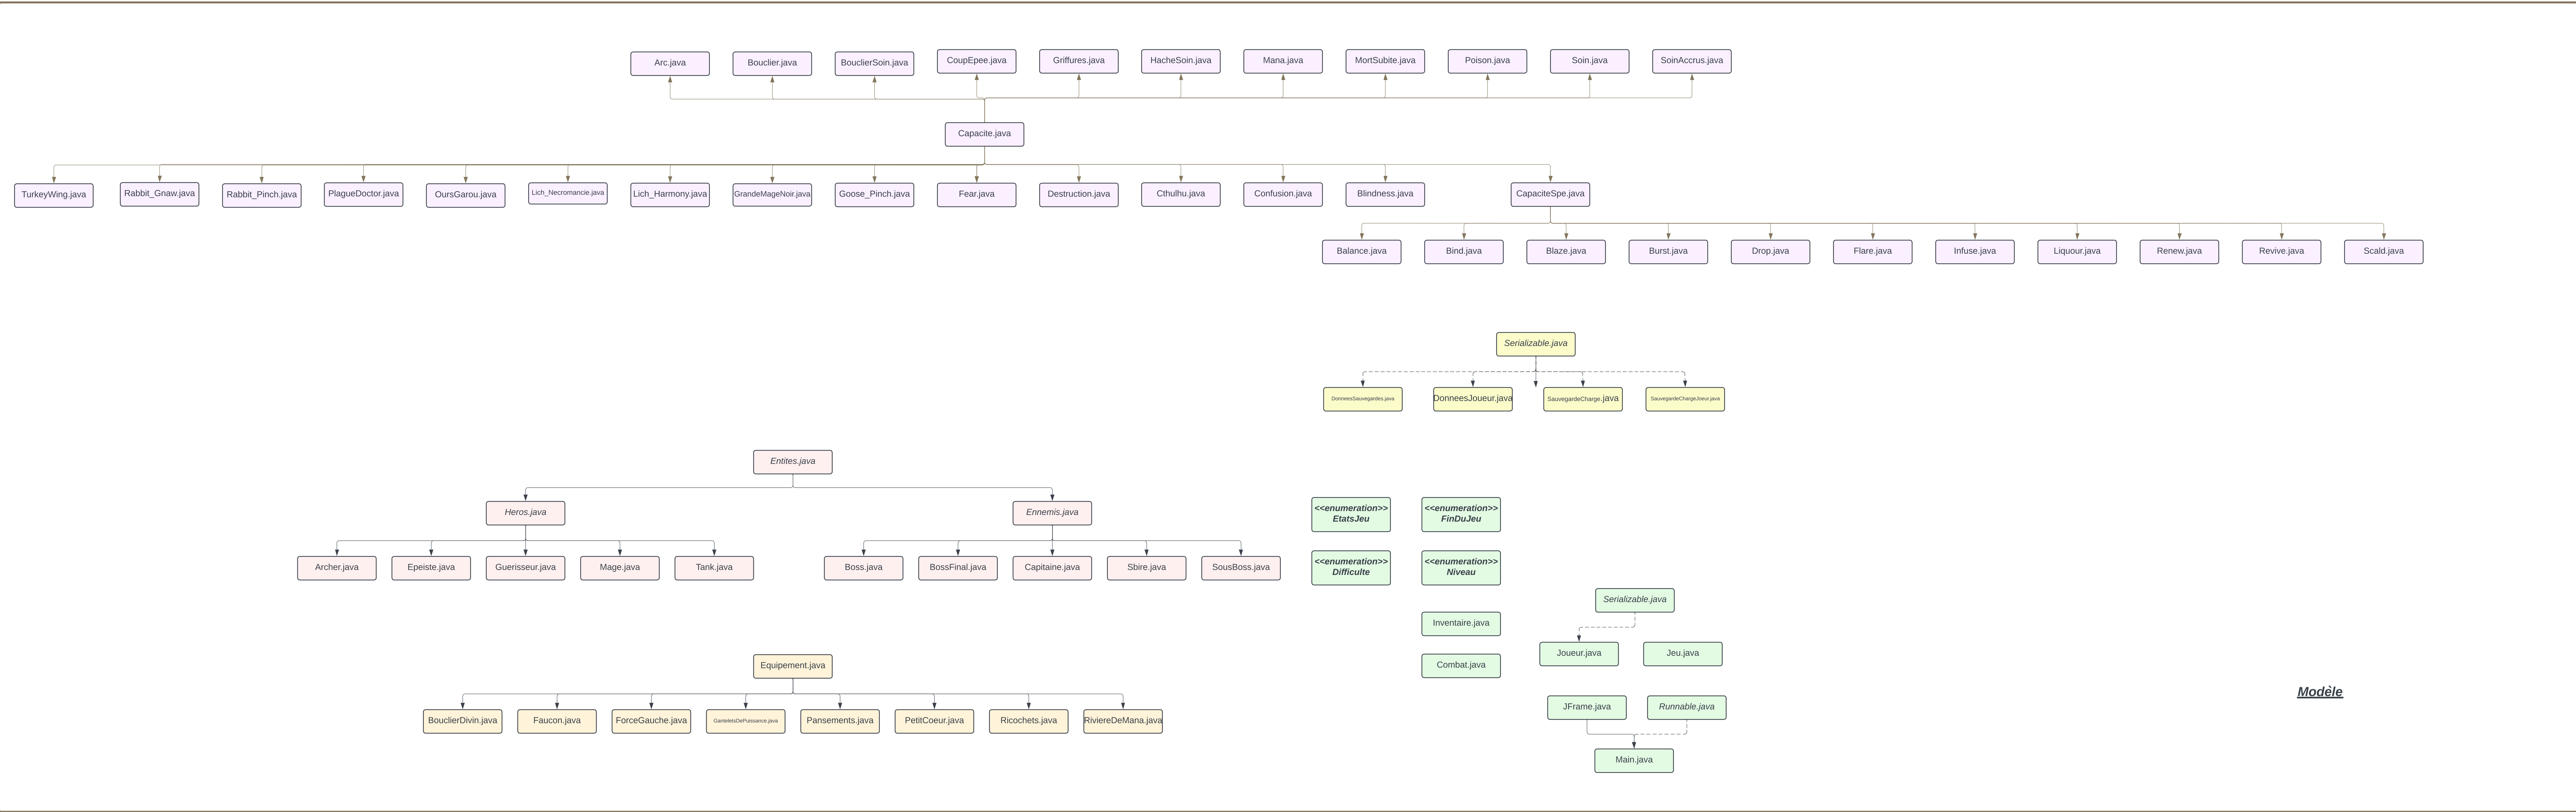 Arc.java
Bouclier.java
BouclierSoin.java
CoupEpee.java
Griffures.java
HacheSoin.java
Mana.java
MortSubite.java
Poison.java
Soin.java
SoinAccrus.java
Capacite.java
TurkeyWing.java
Rabbit_Gnaw.java
Rabbit_Pinch.java
PlagueDoctor.java
OursGarou.java
Lich_Necromancie.java
Lich_Harmony.java
GrandeMageNoir.java
Goose_Pinch.java
Fear.java
Destruction.java
Cthulhu.java
Confusion.java
Blindness.java
CapaciteSpe.java
Balance.java
Bind.java
Blaze.java
Burst.java
Drop.java
Flare.java
Infuse.java
Liquour.java
Renew.java
Revive.java
Scald.java
Serializable.java
DonneesSauvegardes.java
DonneesJoueur.java
SauvegardeCharge.java
SauvegardeChargeJoeur.java
Entites.java
Heros.java
Ennemis.java
Archer.java
Epeiste.java
Guerisseur.java
Mage.java
Tank.java
Boss.java
BossFinal.java
Capitaine.java
Sbire.java
SousBoss.java
<<enumeration>>
EtatsJeu
<<enumeration>>
FinDuJeu
<<enumeration>>
Difficulte
<<enumeration>>
Niveau
Serializable.java
Inventaire.java
Joueur.java
Jeu.java
Combat.java
Equipement.java
BouclierDivin.java
Faucon.java
ForceGauche.java
GanteletsDePuissance.java
Pansements.java
PetitCoeur.java
Ricochets.java
RiviereDeMana.java
JFrame.java
Runnable.java
Main.java
Modèle